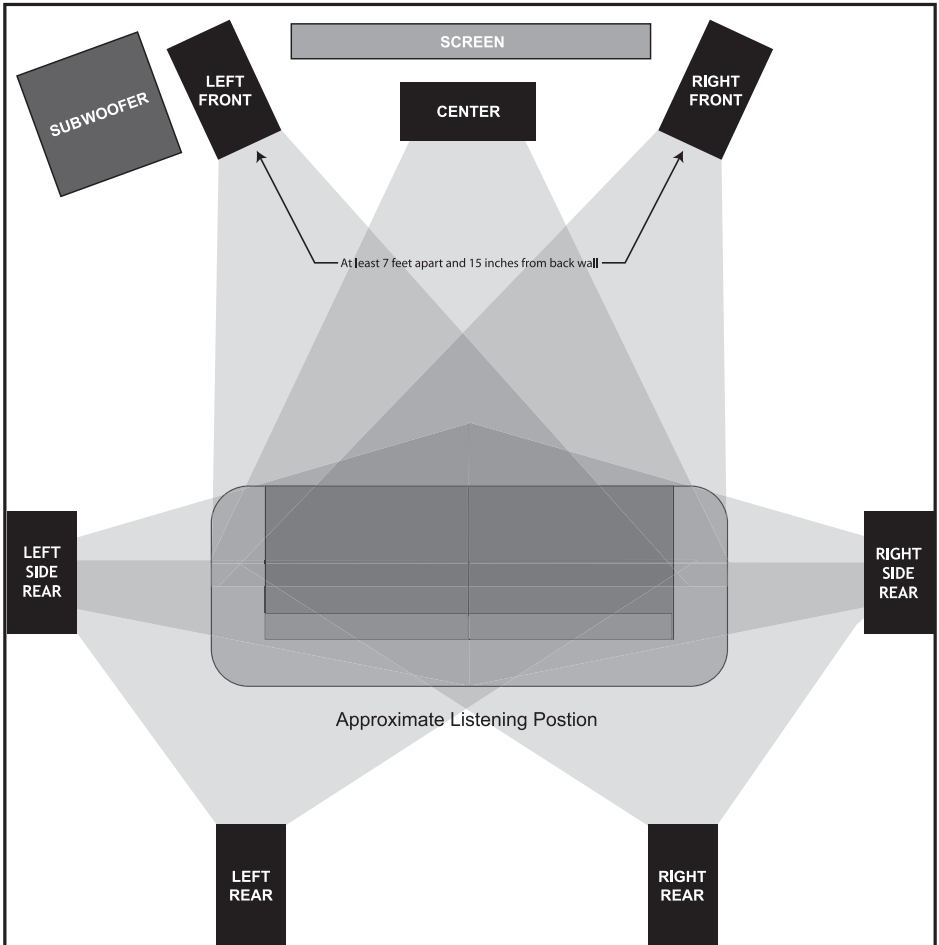 SCREEN
LEFT
FRONT
RIGHT
FRONT
CENTER
SUBWOOFER
At least 7 feet apart and 15 inches from back wall
LEFT
SIDE
REAR
RIGHT
SIDE
REAR
Approximate Listening Postion
LEFT
REAR
RIGHT
REAR